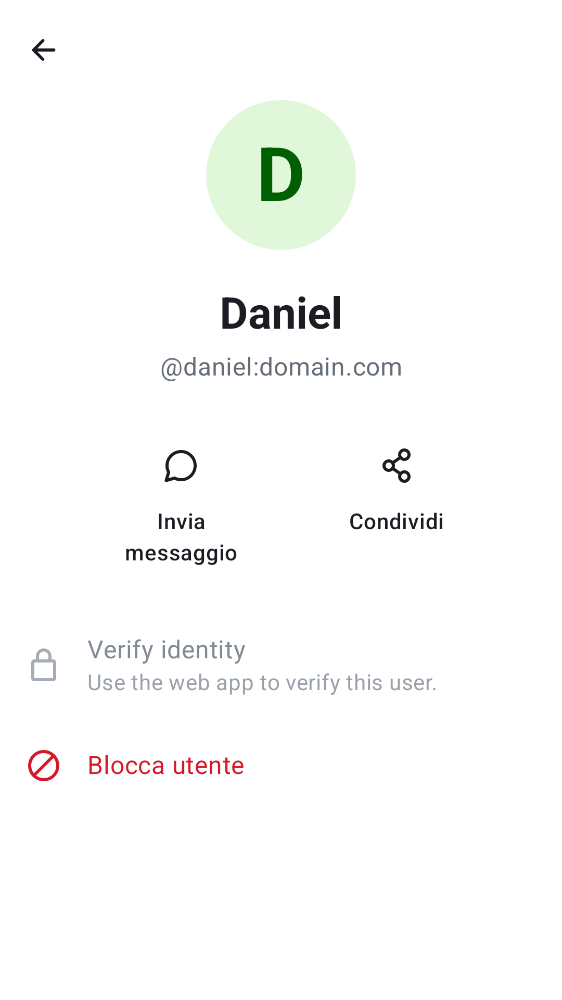 D
Daniel
@daniel:domain.com
Invia
messaggio
Condividi
Verify identity
Use the web app to verify this user.
Blocca utente